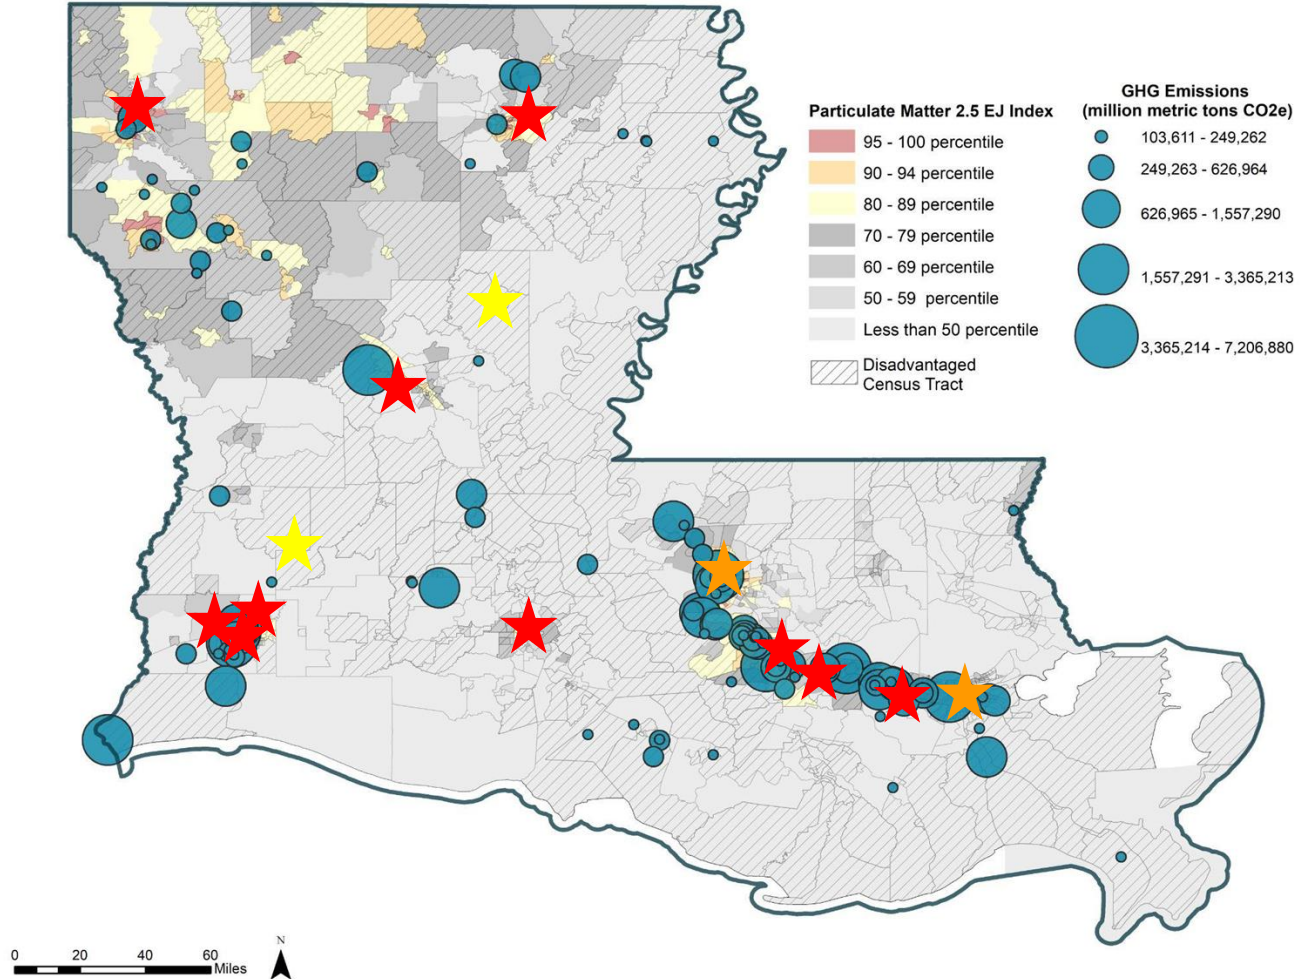 Particulate Matter 2.5 EJ Index
95 - 100 percentile
90 - 94 percentile
80 - 89 percentile
70 - 79 percentile
60 - 69 percentile
50 - 59 percentile
Less than 50 percentile
Disadvantaged
Census Tract
GHG Emissions
(million metric tons CO2e)
103,611 - 249,262
249,263 - 626,964
626,965 - 1,557,290
1,557,291 - 3,365,213
3,365,214 - 7,206,880
0 20 40 60
Miles
N